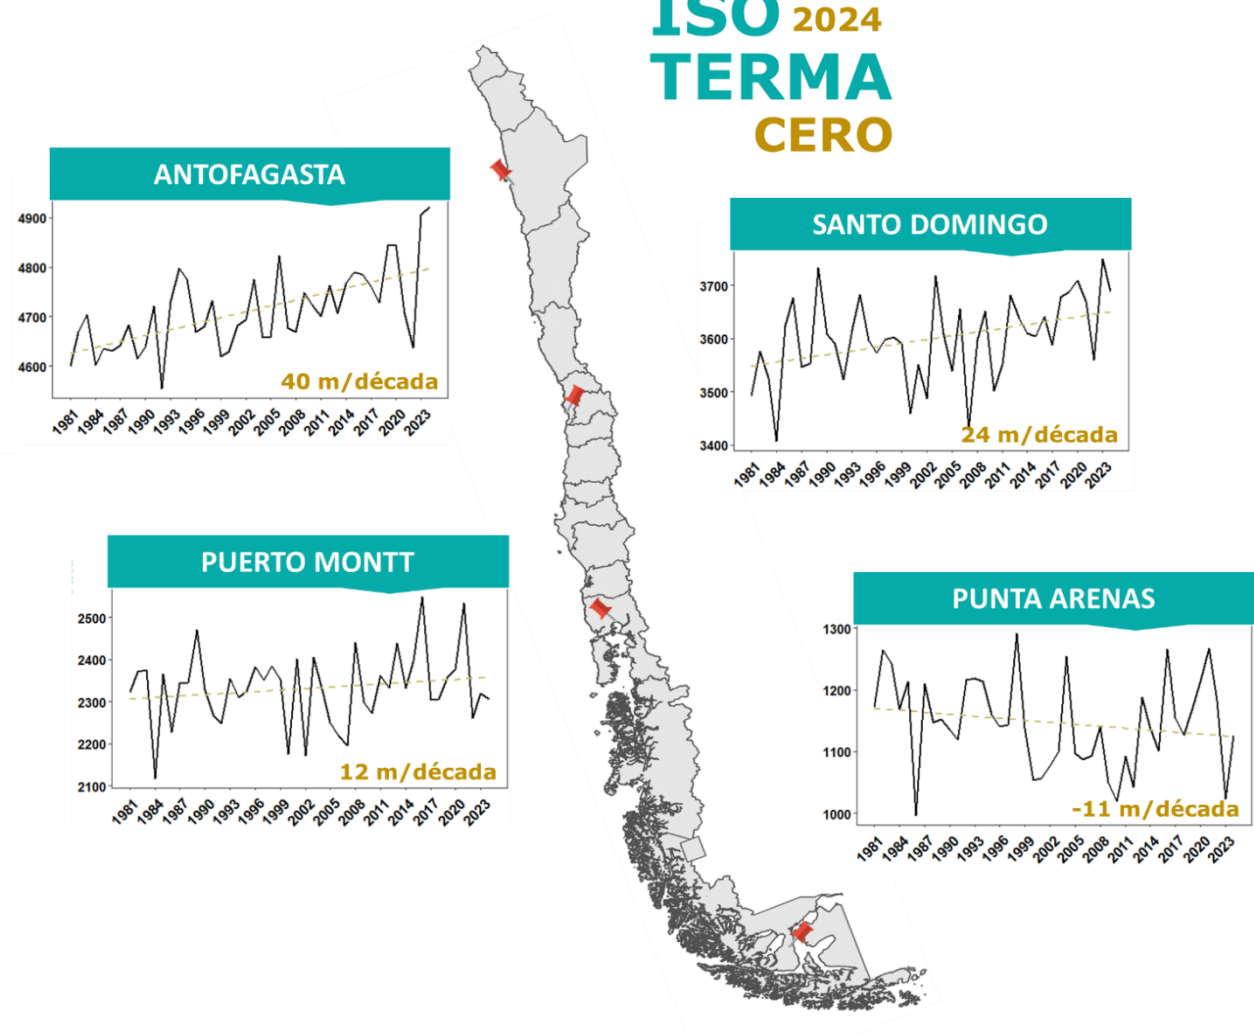 ISO 2024
TERMA
CERO
ANTOFAGASTA
4900
4800
4700
4600
40 m/década
1981 1984 1987 1990 1993 1996 1999 2002 2005 2008 2011 2014 2017 2020 2023
SANTO DOMINGO
3700
3600
3500
3400
24 m/década
1981 1984 1987 1990 1993 1996 1999 2002 2005 2008 2011 2014 2017 2020 2023
PUERTO MONTT
2500
2400
2300
2200
2100
12 m/década
1981 1984 1987 1990 1993 1996 1999 2002 2005 2008 2011 2014 2017 2020 2023
PUNTA ARENAS
1300
1200
1100
1000
-11 m/década
1981 1984 1987 1990 1993 1996 1999 2002 2005 2008 2011 2014 2017 2020 2023